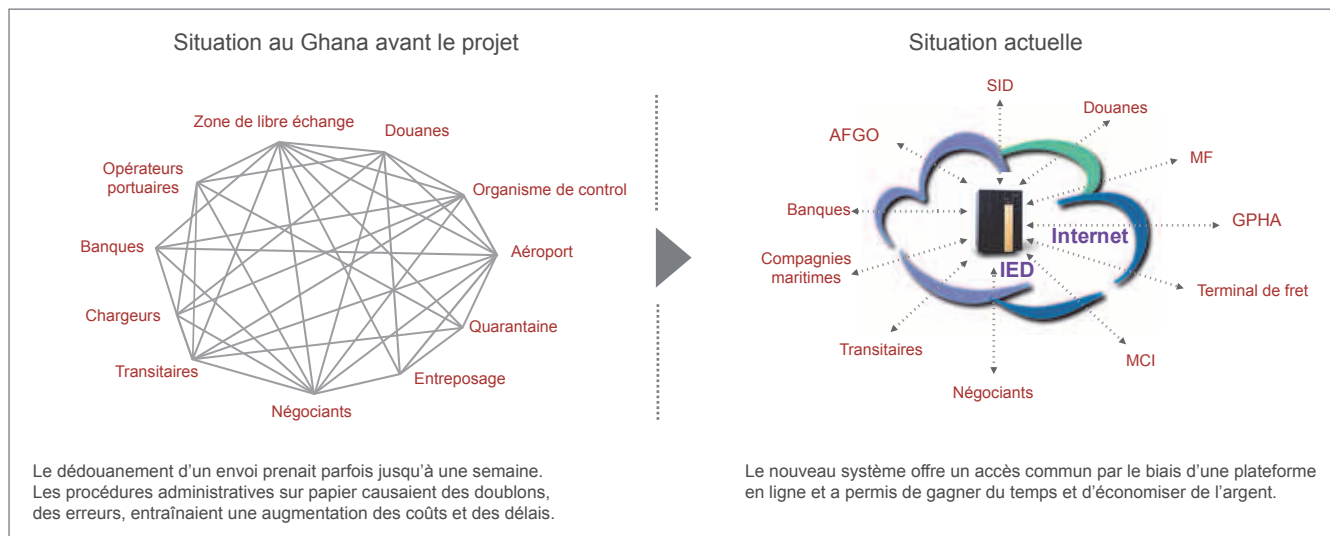 Situation au Ghana avant le projet
Zone de libre échange
Douanes
Opérateurs
portuaires
Organisme de control
Banques
Aéroport
Chargeurs
Quarantaine
Transitaires
Entreposage
Négociants
Le dédouanement d’un envoi prenait parfois jusqu’à une semaine.
Les procédures administratives sur papier causaient des doublons,
des erreurs, entraînaient une augmentation des coûts et des délais.
Situation actuelle
SID
Douanes
AFGO
MF
Banques
GPHA
Internet
Compagnies
maritimes
IED
Terminal de fret
Transitaires
MCI
Négociants
Le nouveau système offre un accès commun par le biais d’une plateforme
en ligne et a permis de gagner du temps et d’économiser de l’argent.